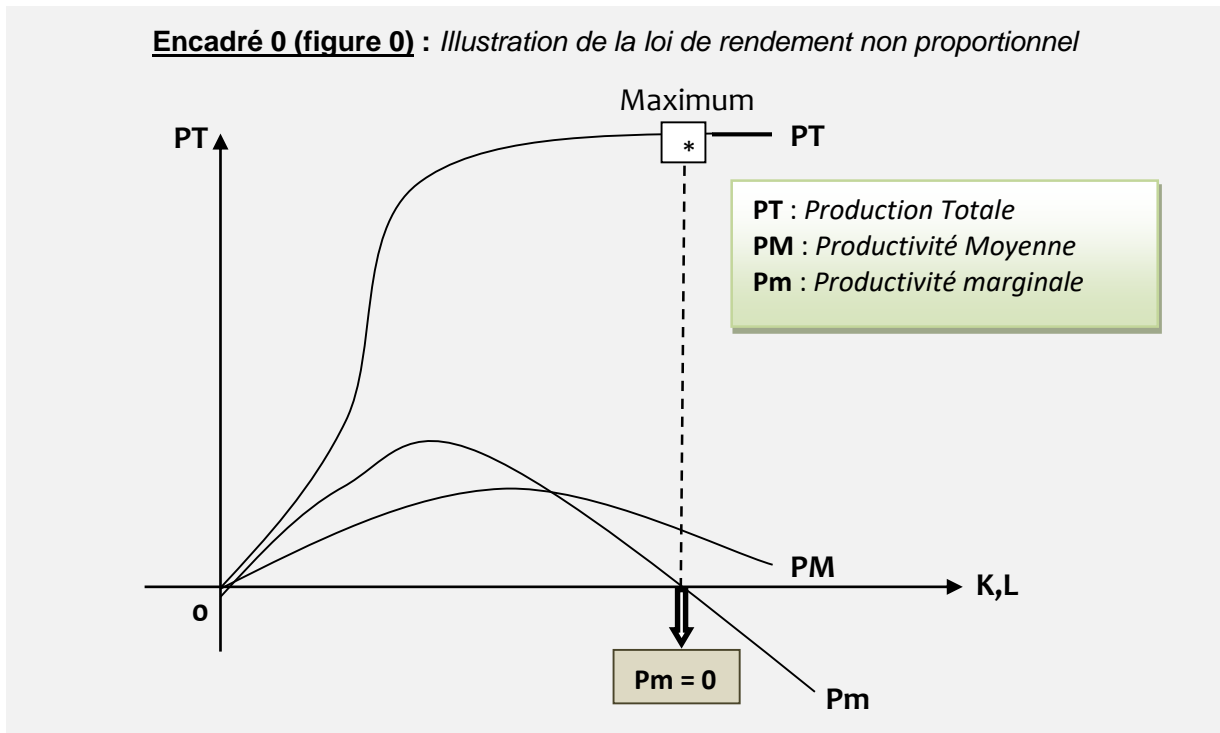 Encadré 0 (figure 0) : Illustration de la loi de rendement non proportionnel
Maximum
PT
*
PT
PT : Production Totale
PM : Productivité Moyenne
Pm : Productivité marginale
PM
K,L
o
Pm = 0
Pm